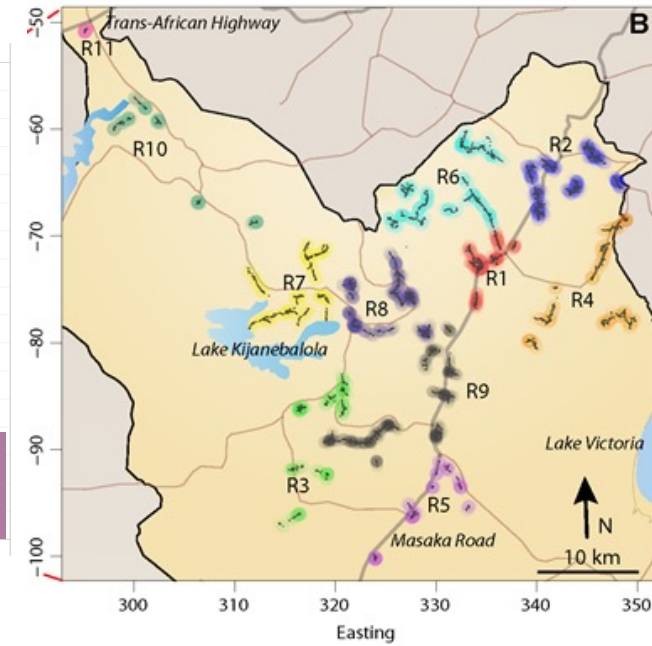 B
Trans-African Highway
R11
R10
R2
R6
R1
R7
R8
R4
Lake Kijanebalola
R9
Lake Victoria
R3
R5
Masaka Road
N
10 km
−50
−60
−70
−80
−90
−100
300
310
320
330
340
350
Easting